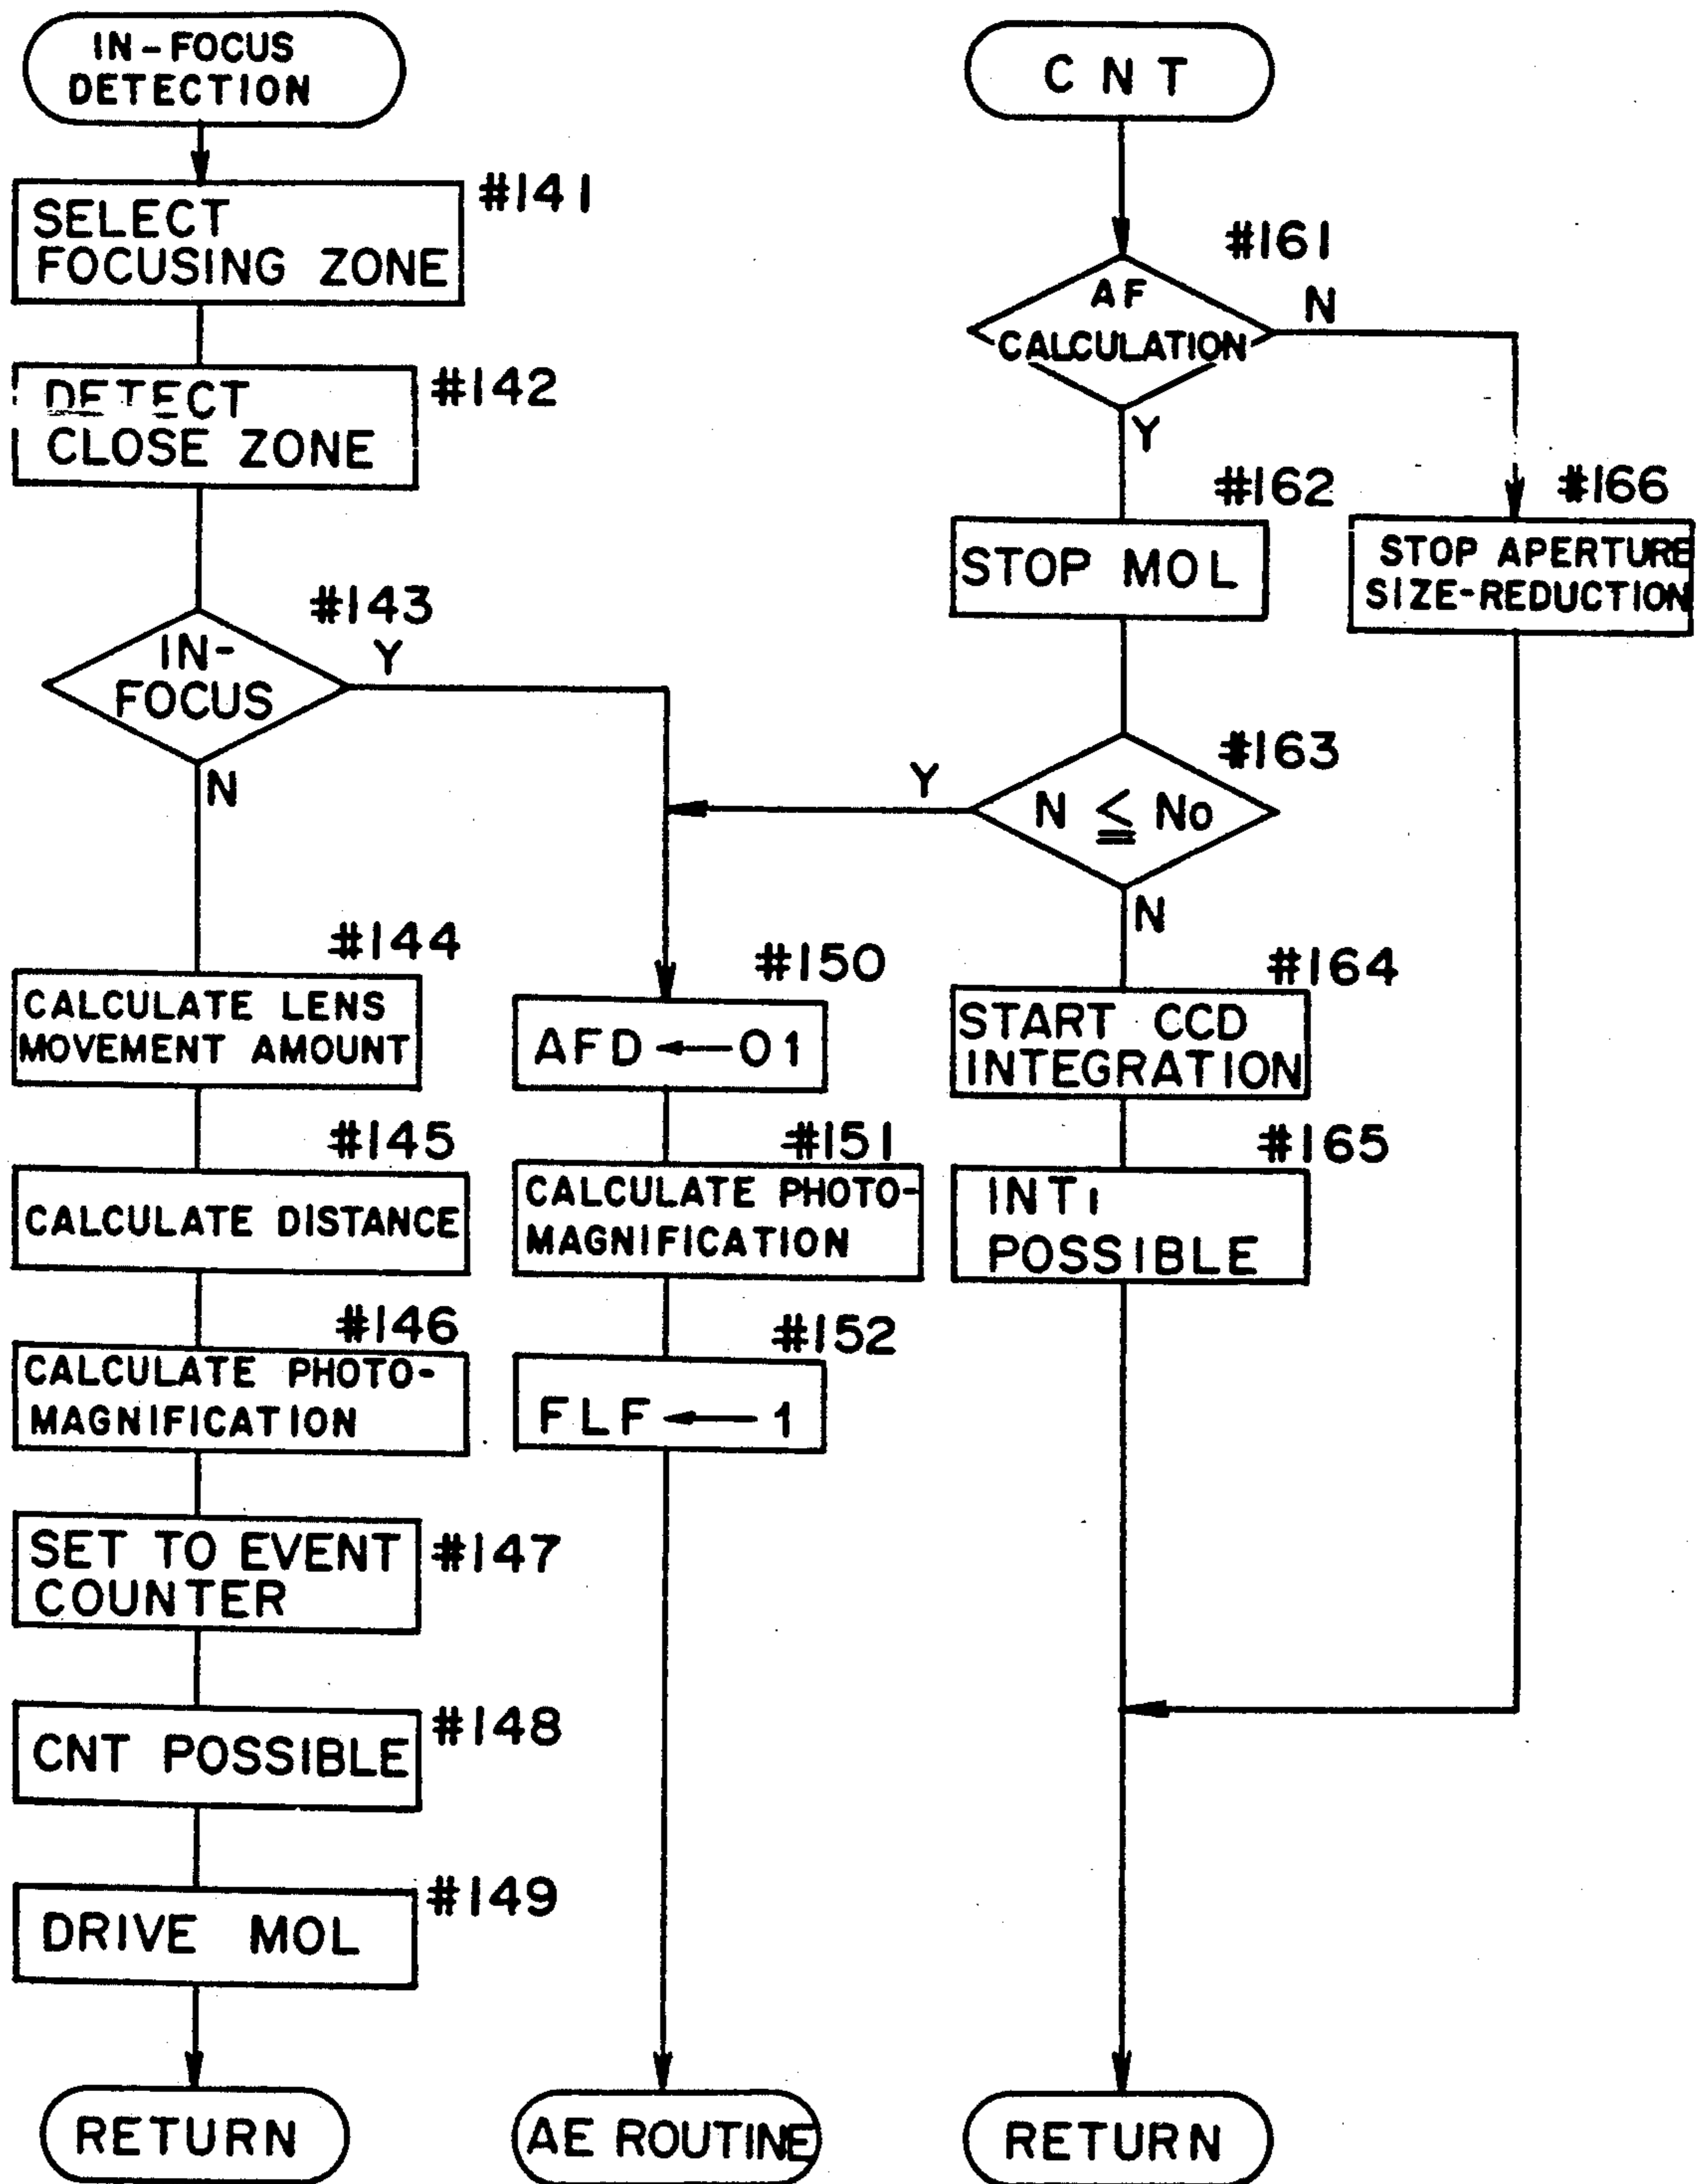 IN-FOCUS
DETECTION
#141
SELECT
FOCUSING ZONE
#142
DETECT
CLOSE ZONE
#143
IN-
FOCUS
Y
N
#144
CALCULATE LENS
MOVEMENT AMOUNT
#145
CALCULATE DISTANCE
#146
CALCULATE PHOTO-
MAGNIFICATION
SET TO EVENT
COUNTER
#147
CNT POSSIBLE
#148
DRIVE MOL
#149
RETURN
#150
AFD ← 01
#151
CALCULATE PHOTO-
MAGNIFICATION
#152
FLF ← 1
AE ROUTINE
CNT
#161
AF
CALCULATION
N
Y
#162
STOP MOL
#163
N ≦ No
Y
N
#164
START CCD
INTEGRATION
#165
INT1
POSSIBLE
RETURN
#166
STOP APERTURE
SIZE-REDUCTION